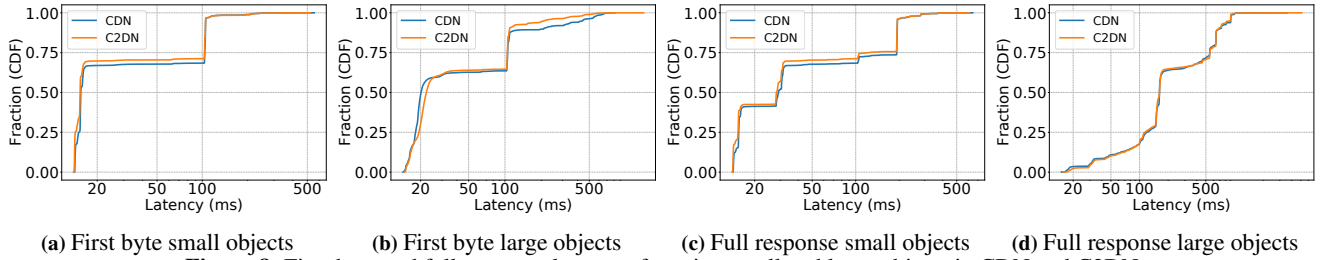 1.00
0.75
0.50
0.25
0.00
Fraction (CDF)
CDN
C2DN
20 50 100 500
Latency (ms)
(a) First byte small objects
1.00
0.75
0.50
0.25
0.00
Fraction (CDF)
CDN
C2DN
20 50 100 500
Latency (ms)
(b) First byte large objects
1.00
0.75
0.50
0.25
0.00
Fraction (CDF)
CDN
C2DN
20 50 100 500
Latency (ms)
(c) Full response small objects
1.00
0.75
0.50
0.25
0.00
Fraction (CDF)
CDN
C2DN
20 50 100 500
Latency (ms)
(d) Full response large objects